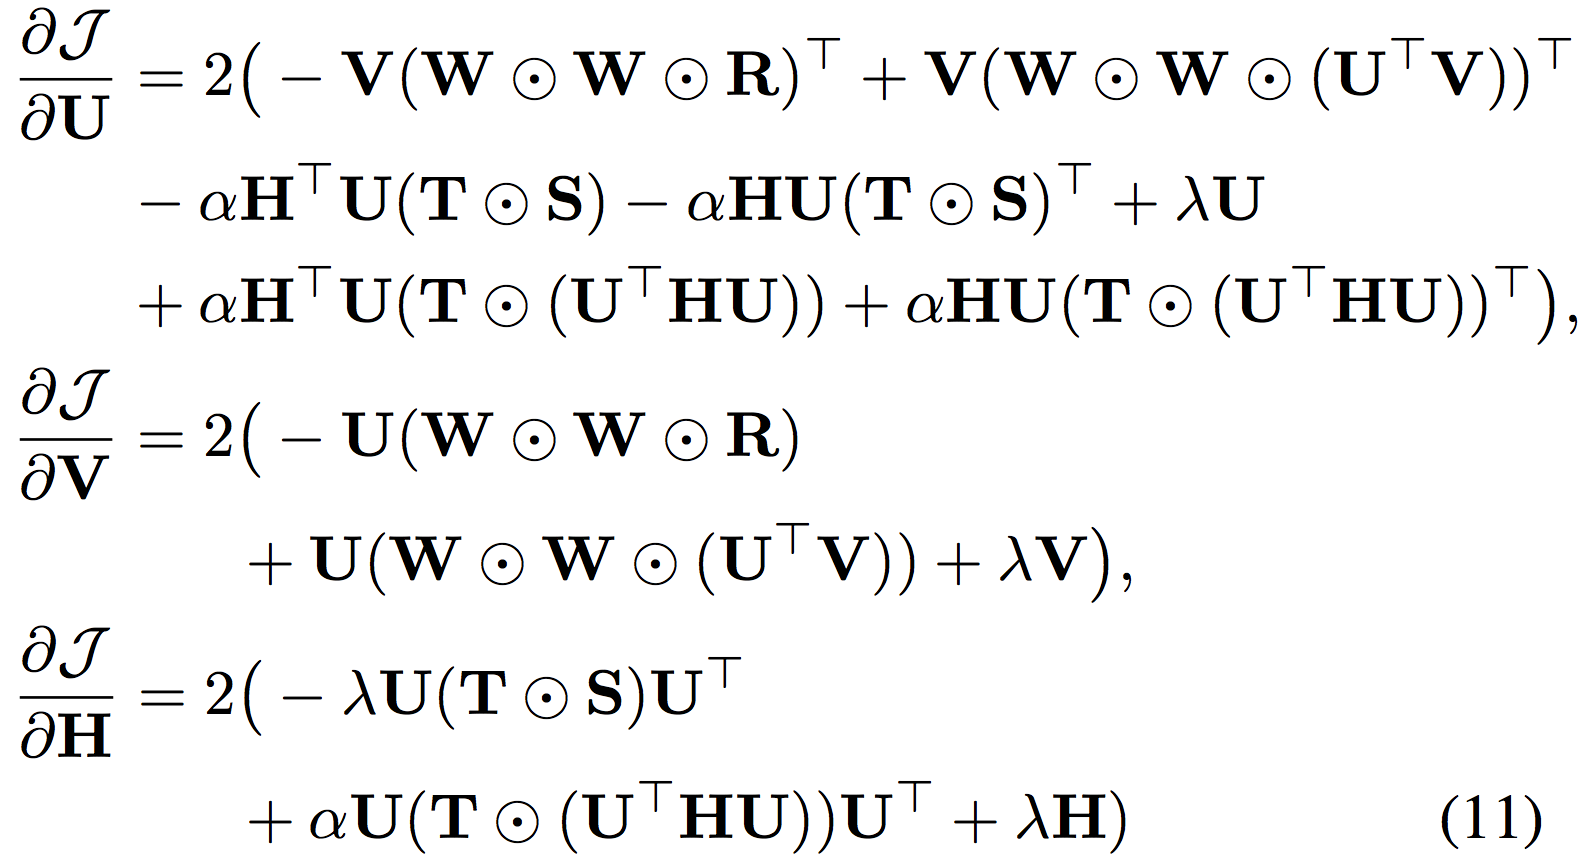 ∂𝒥/∂𝐔 = 2( − 𝐕(𝐖 ⊙ 𝐖 ⊙ 𝐑)^⊤ + 𝐕(𝐖 ⊙ 𝐖 ⊙ (𝐔^⊤𝐕))^⊤
− α𝐇^⊤𝐔(𝐓 ⊙ 𝐒) − α𝐇𝐔(𝐓 ⊙ 𝐒)^⊤ + λ𝐔
+ α𝐇^⊤𝐔(𝐓 ⊙ (𝐔^⊤𝐇𝐔)) + α𝐇𝐔(𝐓 ⊙ (𝐔^⊤𝐇𝐔))^⊤),
∂𝒥/∂𝐕 = 2( − 𝐔(𝐖 ⊙ 𝐖 ⊙ 𝐑)
+ 𝐔(𝐖 ⊙ 𝐖 ⊙ (𝐔^⊤𝐕)) + λ𝐕),
∂𝒥/∂𝐇 = 2( − λ𝐔(𝐓 ⊙ 𝐒)𝐔^⊤
+ α𝐔(𝐓 ⊙ (𝐔^⊤𝐇𝐔))𝐔^⊤ + λ𝐇) (11)